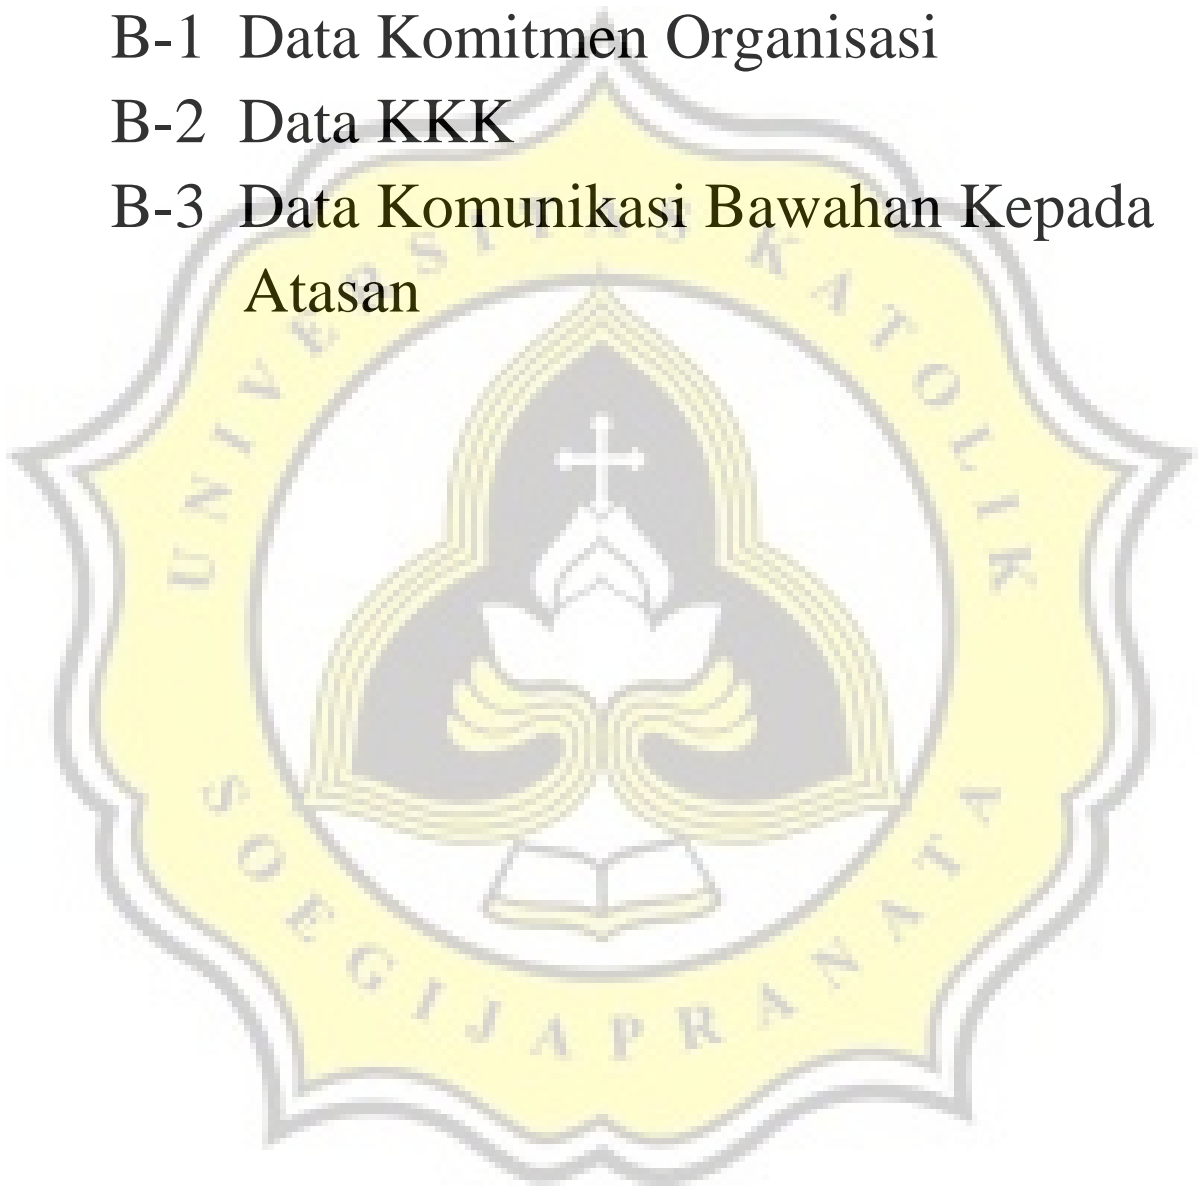 B-1 Data Komitmen Organisasi
B-2 Data KKK
B-3 Data Komunikasi Bawahan Kepada
Atasan
UNIVERSITAS KATOLIK
SOEGIJAPRANATA